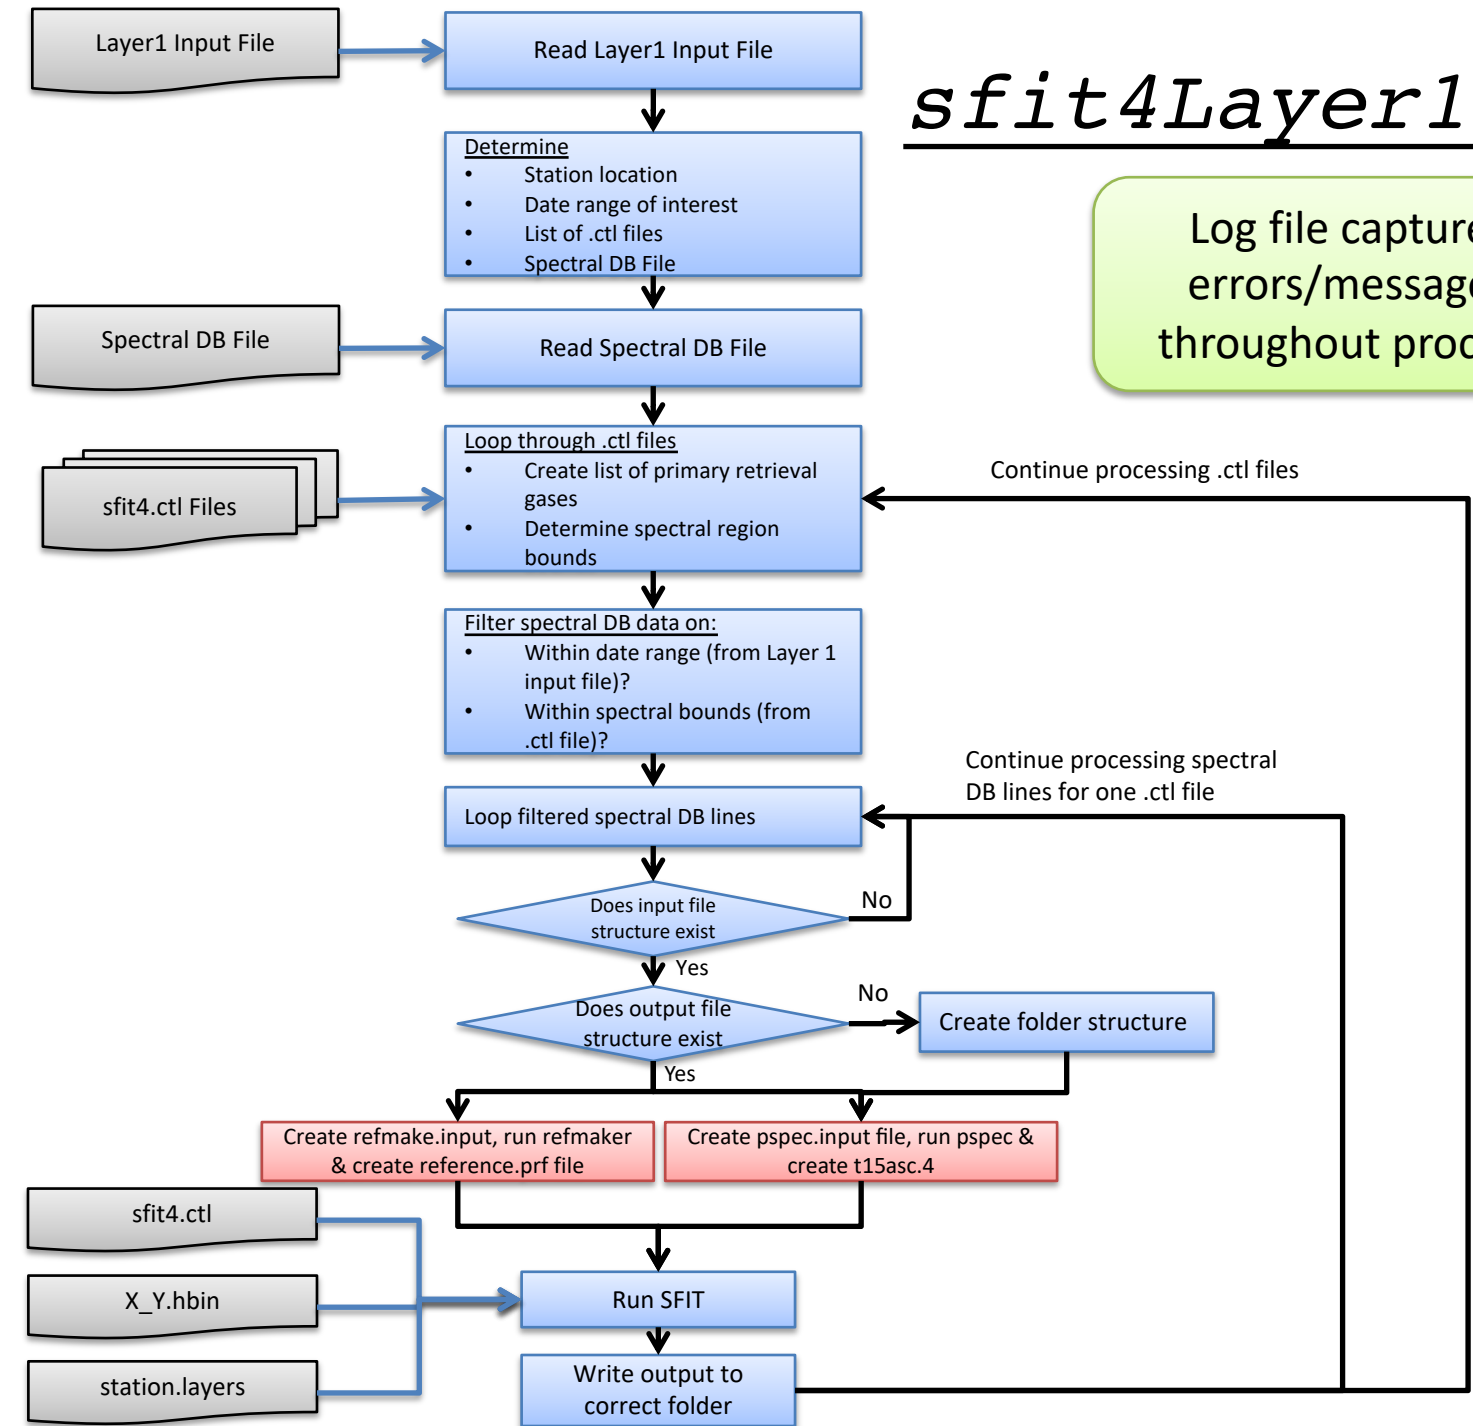 Layer1 Input File
Read Layer1 Input File
sfit4Layer1
Determine
• Station location
• Date range of interest
• List of .ctl files
• Spectral DB File
Log file capture
errors/message
throughout proc
Spectral DB File
Read Spectral DB File
sfit4.ctl Files
Loop through .ctl files
• Create list of primary retrieval
gases
• Determine spectral region
bounds
Continue processing .ctl files
Filter spectral DB data on:
• Within date range (from Layer 1
input file)?
• Within spectral bounds (from
.ctl file)?
Continue processing spectral
DB lines for one .ctl file
Loop filtered spectral DB lines
Does input file
structure exist
No
Yes
Does output file
structure exist
No
Create folder structure
Yes
Create refmake.input, run refmaker
& create reference.prf file
Create pspec.input file, run pspec &
create t15asc.4
sfit4.ctl
X_Y.hbin
station.layers
Run SFIT
Write output to
correct folder